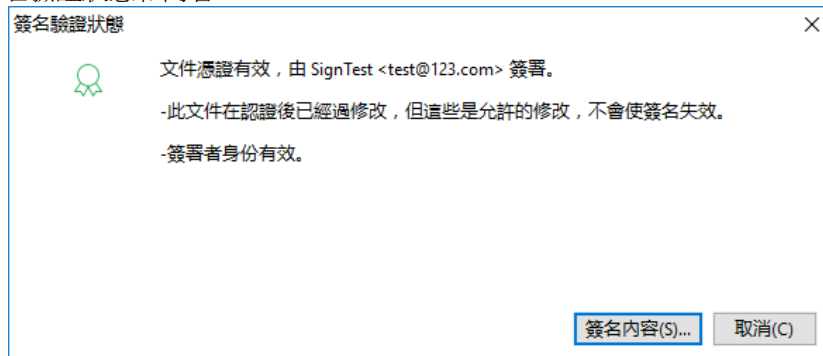 簽名驗證狀態
文件憑證有效，由 SignTest <test@123.com> 簽署。
-此文件在認證後已經過修改，但這些是允許的修改，不會使簽名失效。
-簽署者身份有效。
簽名內容(S)... 取消(C)